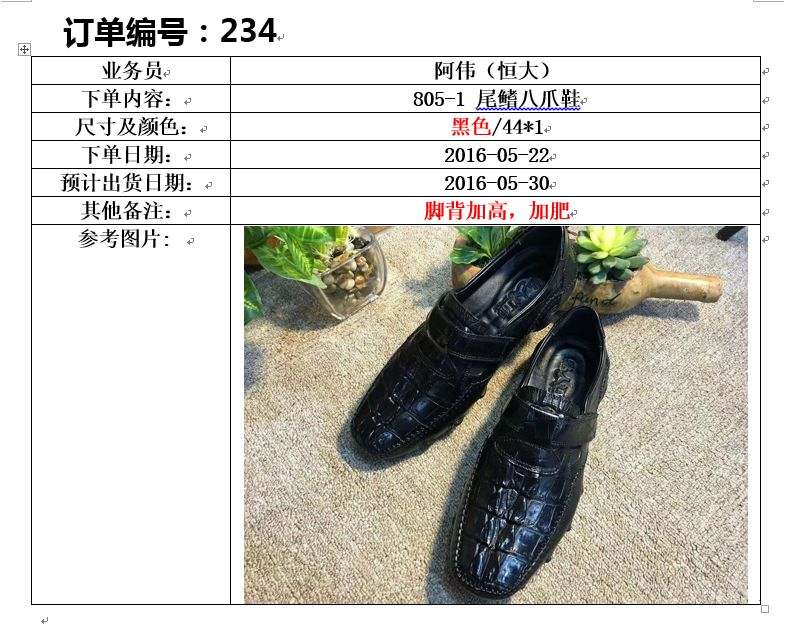 订单编号：234
业务员 阿伟（恒大）
下单内容： 805-1 尾鳍八爪鞋
尺寸及颜色： 黑色/44*1
下单日期： 2016-05-22
预计出货日期： 2016-05-30
其他备注： 脚背加高，加肥
参考图片：
fund